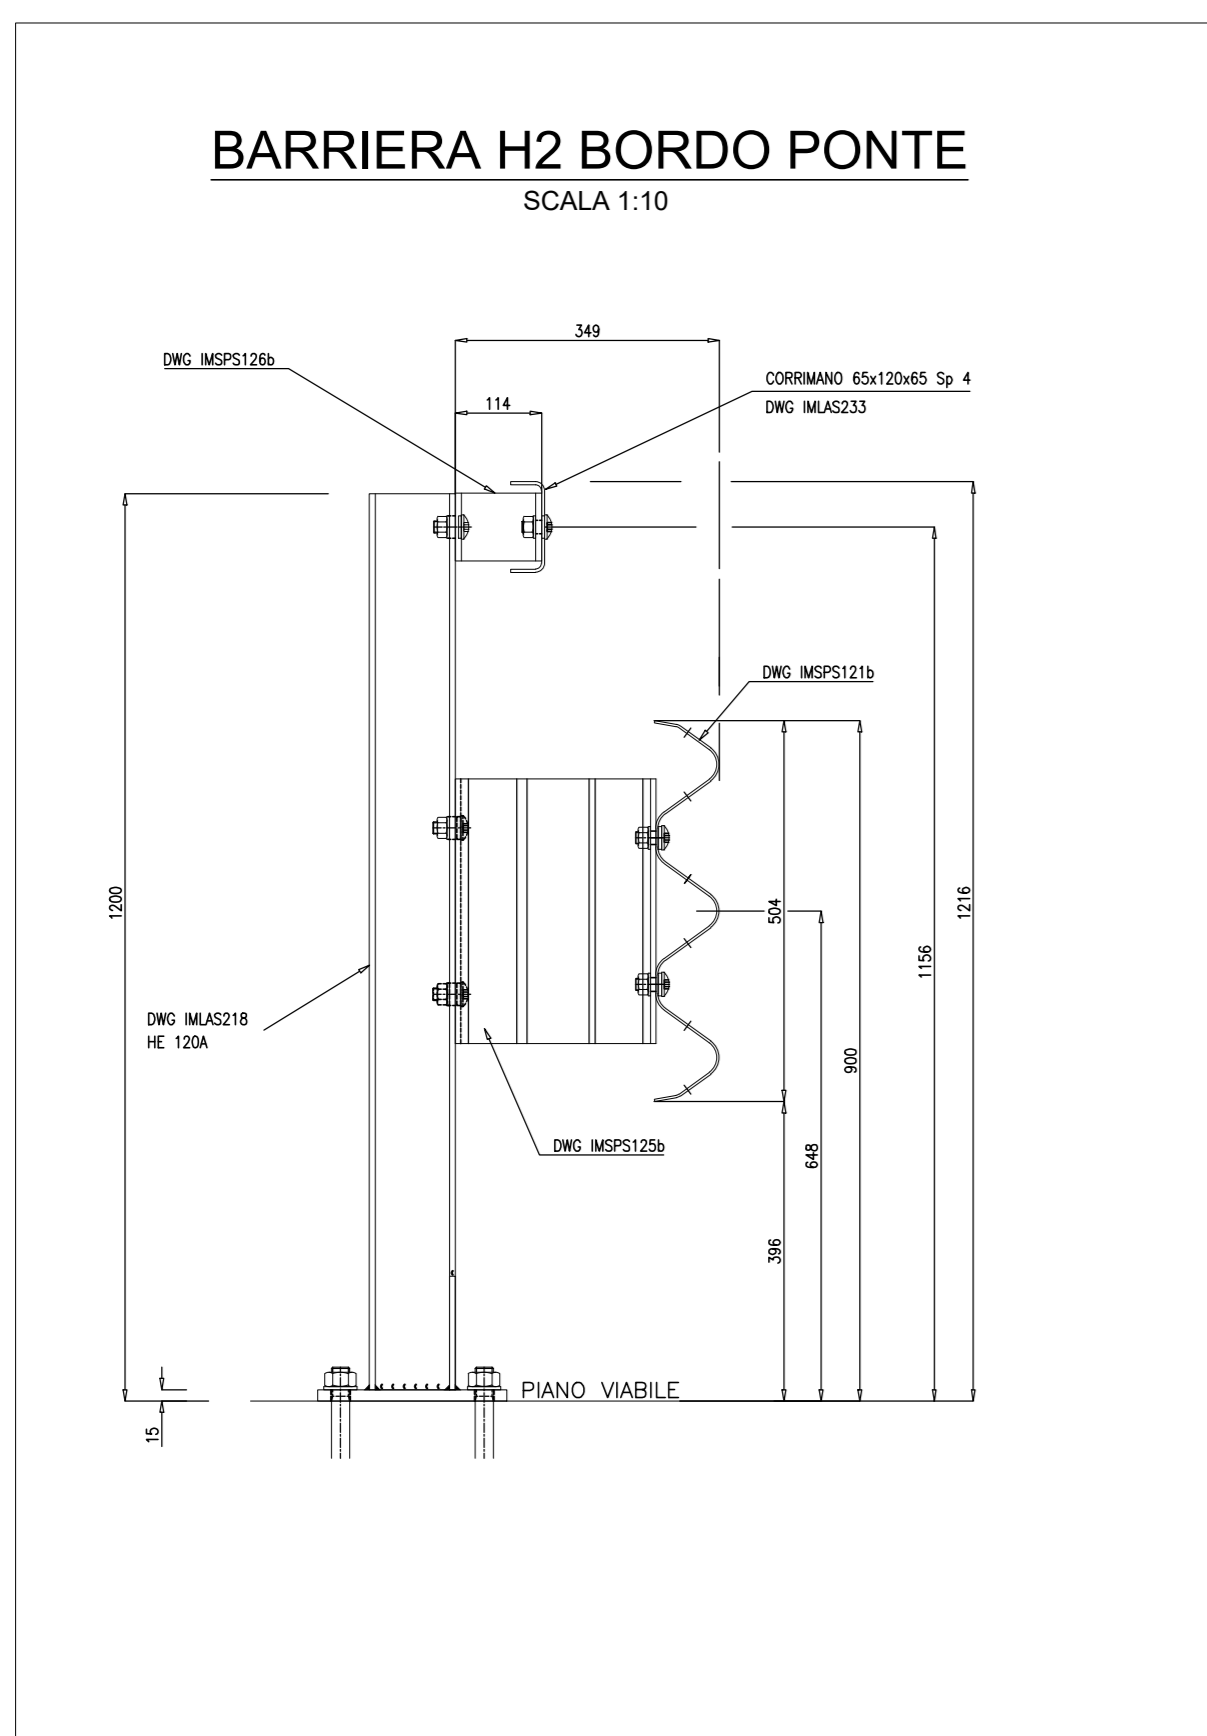 BARRIERA H2 BORDO PONTE
SCALA 1:10
349
DWG IMSPS126b
CORRIMANO 65x120x65 Sp 4
DWG IMLAS233
114
DWG IMSPS121b
1200
504
1216
1156
DWG IMLAS218
HE 120A
900
DWG IMSPS125b
648
396
PIANO VIABILE
15